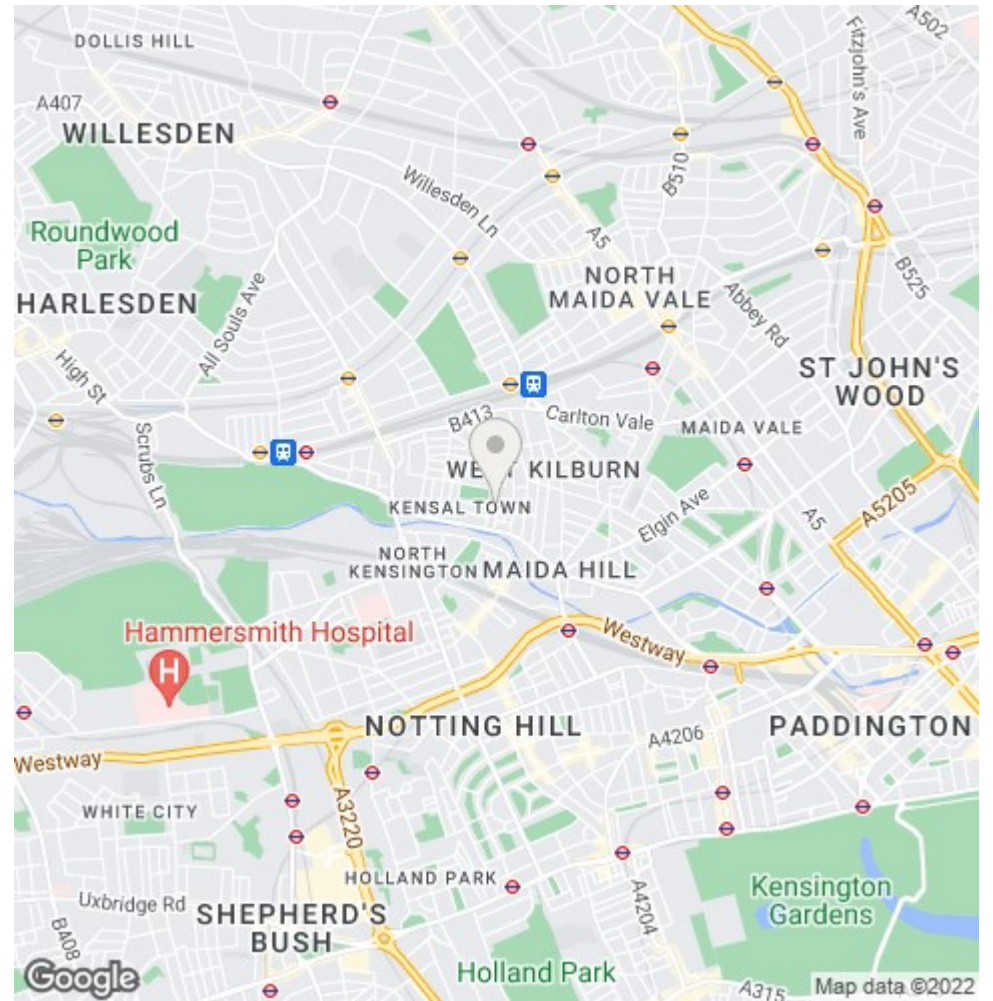 DOLLIS HILL
A502
Fitzjohn's Ave
A407
WILLESDEN
B510
Willesden Ln
A5
Roundwood
Park
NORTH
MAIDA VALE
B525
HARLESDEN
All Souls Ave
Abbey Rd
High St
ST JOHN'S
WOOD
B413
Carlton Vale
MAIDA VALE
Scrubs Ln
WEST KILBURN
KENSAL TOWN
Elgin Ave
A5
A5205
NORTH
KENSINGTON
MAIDA HILL
Hammersmith Hospital
H
Westway
NOTTING HILL
A4206
PADDINGTON
Westway
WHITE CITY
A3220
HOLLAND PARK
Kensington
Gardens
Uxbridge Rd
SHEPHERD'S
BUSH
A4204
B408
Holland Park
Google
A315
Map data ©2022